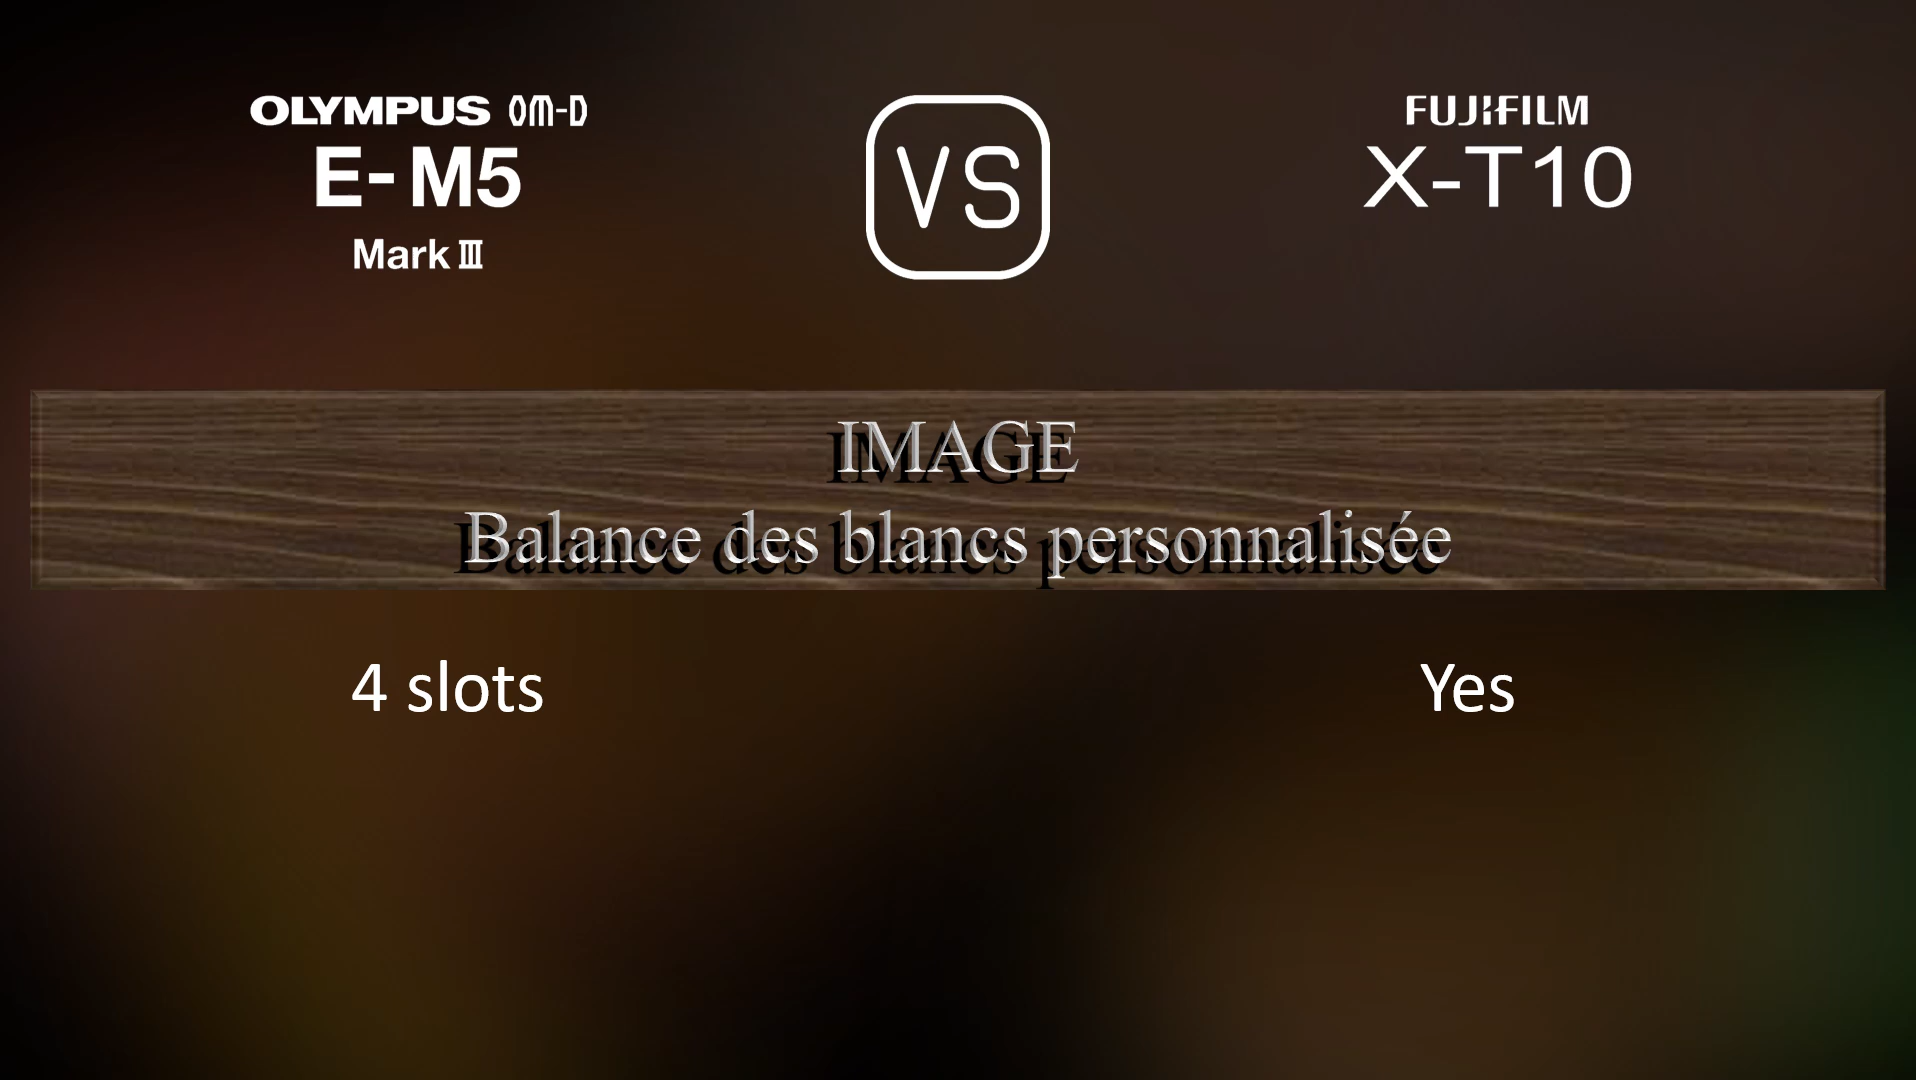 OLYMPUS OM-D
E-M5
Mark III
VS
FUJIFILM
X-T10
IMAGE
Balance des blancs personnalisée
4 slots
Yes